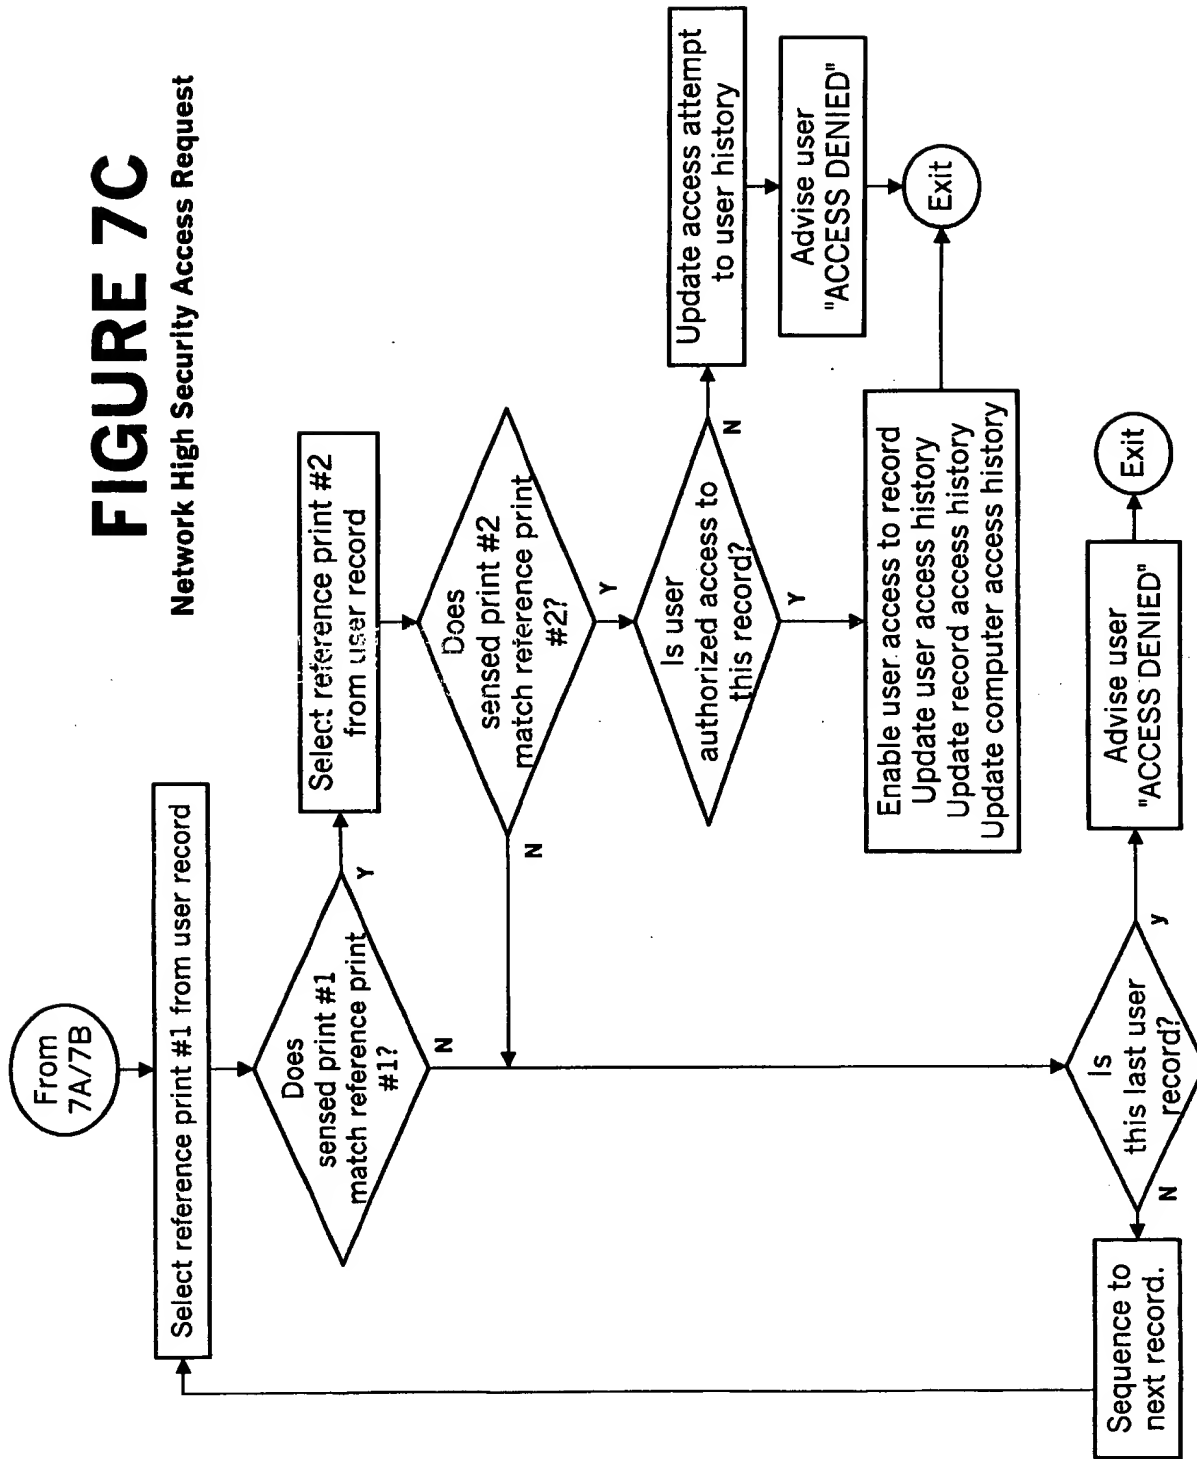 FIGURE 7C
Network High Security Access Request
From
7A/7B
Select reference print #1 from user record
Does
sensed print #1
match reference print
#1?
Y
N
Select reference print #2
from user record
Does
sensed print #2
match reference print
#2?
N
Y
Is user
authorized access to
this record?
N
Y
Update access attempt
to user history
Advise user
"ACCESS DENIED"
Exit
Enable user access to record
Update user access history
Update record access history
Update computer access history
Is
this last user
record?
N
y
Sequence to
next record.
Advise user
"ACCESS DENIED"
Exit